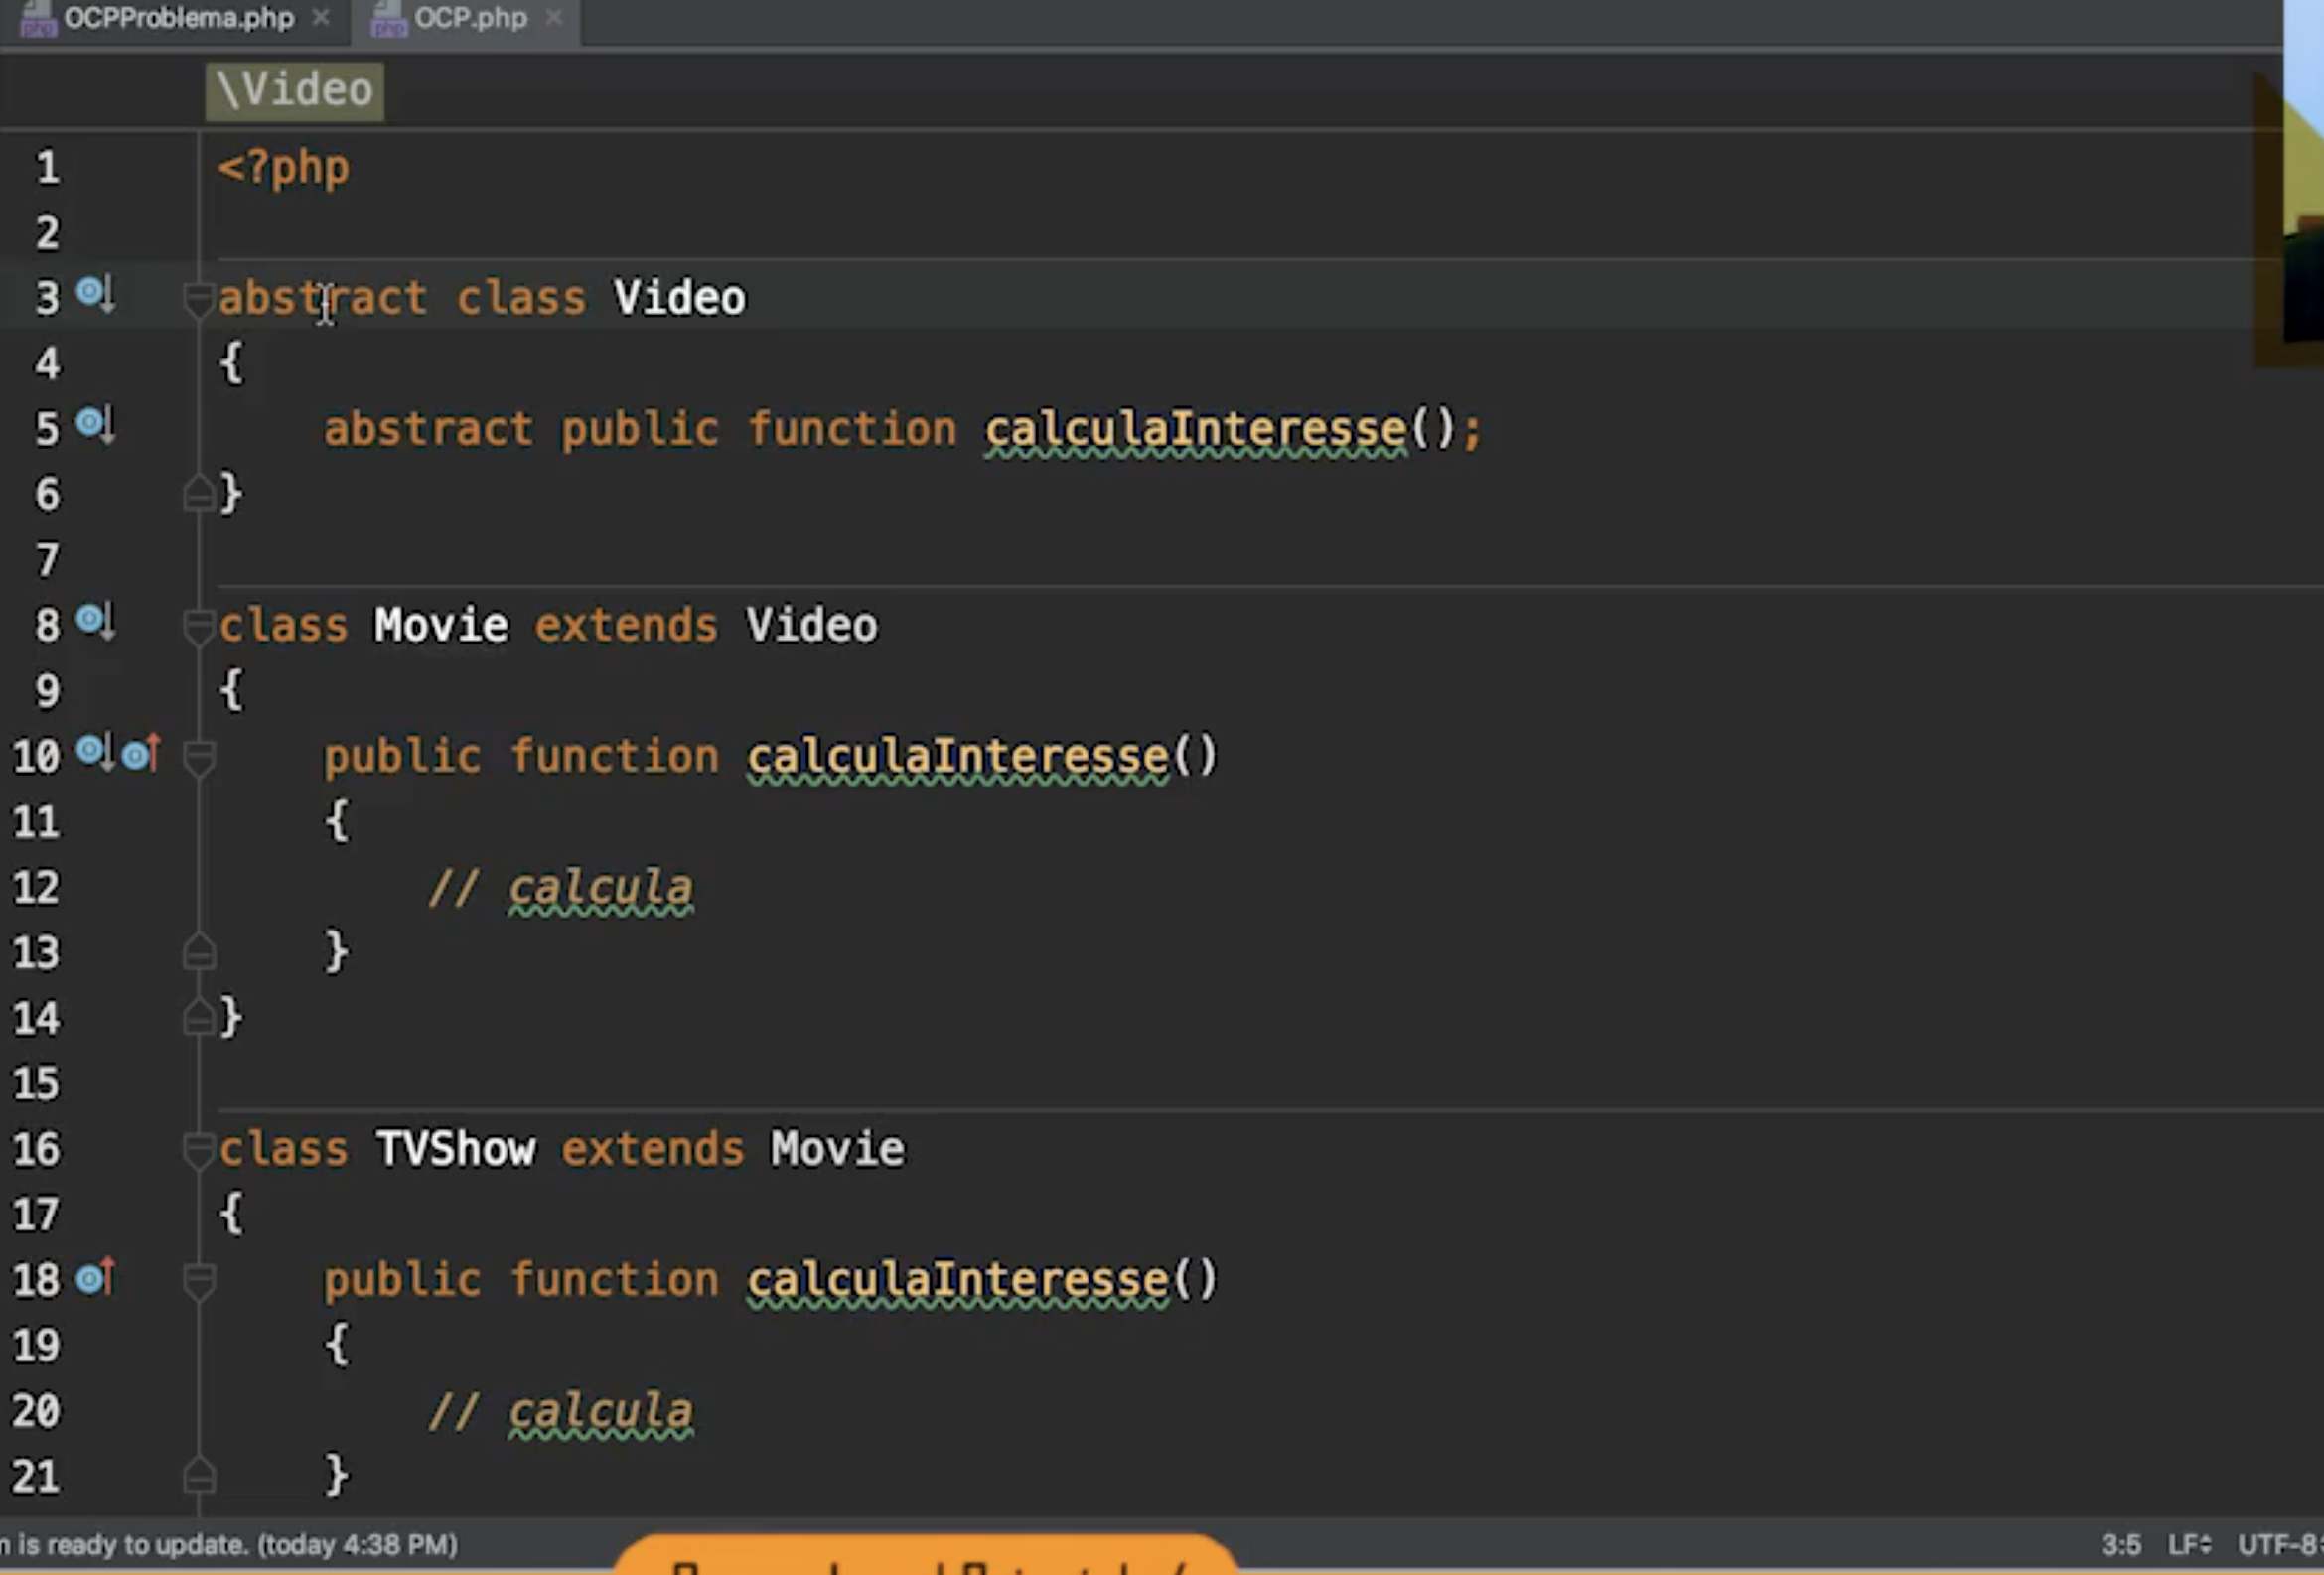 OCPProblema.php × OCP.php ×
\Video
1 <?php
2
3 abstract class Video
4 {
5 abstract public function calculaInteresse();
6 }
7
8 class Movie extends Video
9 {
10 public function calculaInteresse()
11 {
12 // calcula
13 }
14 }
15
16 class TVShow extends Movie
17 {
18 public function calculaInteresse()
19 {
20 // calcula
21 }
is ready to update. (today 4:38 PM) 3:5 LF UTF-8